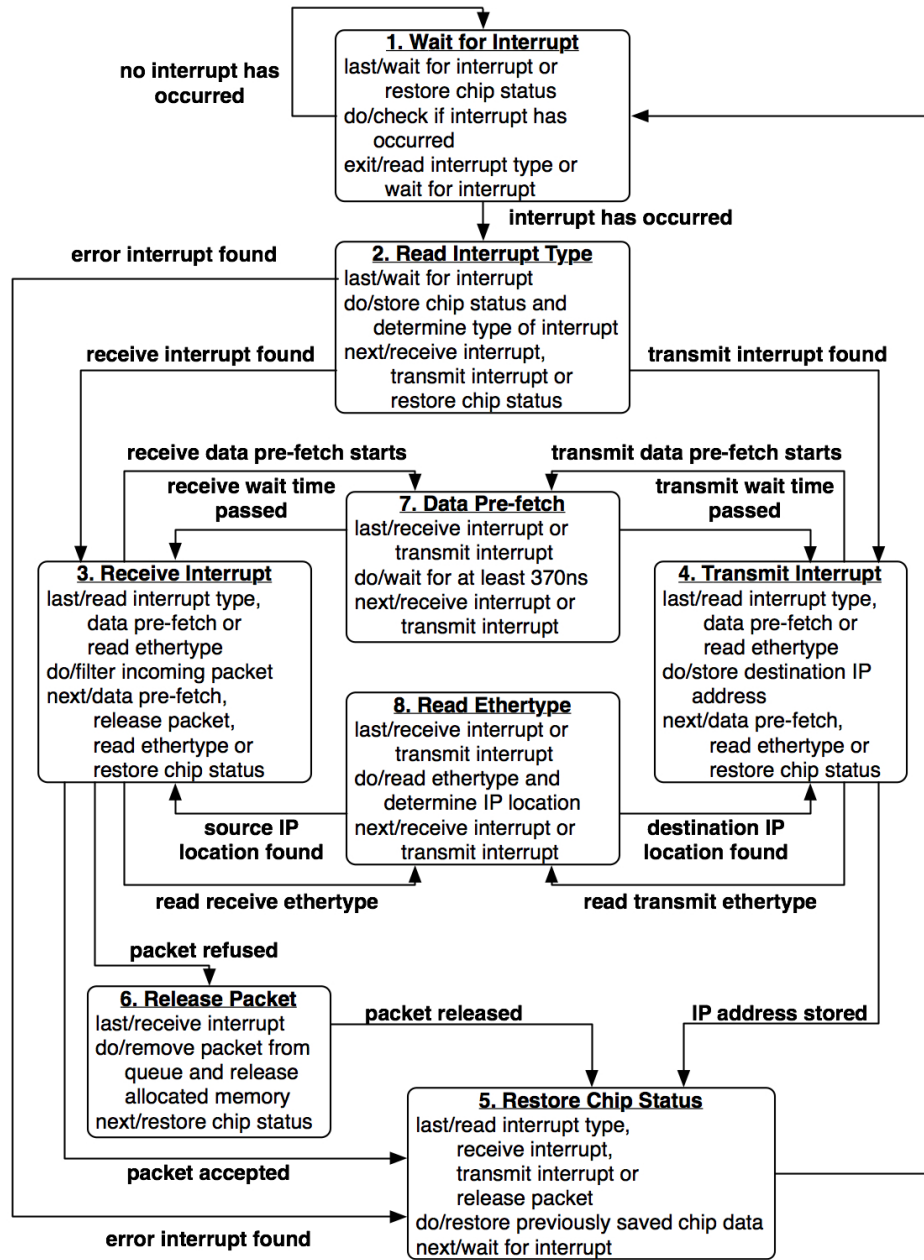 1. Wait for Interrupt
last/wait for interrupt or
restore chip status
do/check if interrupt has
occurred
exit/read interrupt type or
wait for interrupt
no interrupt has
occurred
interrupt has occurred
error interrupt found
2. Read Interrupt Type
last/wait for interrupt
do/store chip status and
determine type of interrupt
next/receive interrupt,
transmit interrupt or
restore chip status
receive interrupt found
transmit interrupt found
receive data pre-fetch starts
transmit data pre-fetch starts
receive wait time
passed
transmit wait time
passed
7. Data Pre-fetch
last/receive interrupt or
transmit interrupt
do/wait for at least 370ns
next/receive interrupt or
transmit interrupt
3. Receive Interrupt
last/read interrupt type,
data pre-fetch or
read ethertype
do/filter incoming packet
next/data pre-fetch,
release packet,
read ethertype or
restore chip status
4. Transmit Interrupt
last/read interrupt type,
data pre-fetch or
read ethertype
do/store destination IP
address
next/data pre-fetch,
read ethertype or
restore chip status
8. Read Ethertype
last/receive interrupt or
transmit interrupt
do/read ethertype and
determine IP location
next/receive interrupt or
transmit interrupt
source IP
location found
destination IP
location found
read receive ethertype
read transmit ethertype
packet refused
6. Release Packet
last/receive interrupt
do/remove packet from
queue and release
allocated memory
next/restore chip status
packet released
IP address stored
5. Restore Chip Status
last/read interrupt type,
receive interrupt,
transmit interrupt or
release packet
do/restore previously saved chip data
next/wait for interrupt
packet accepted
error interrupt found